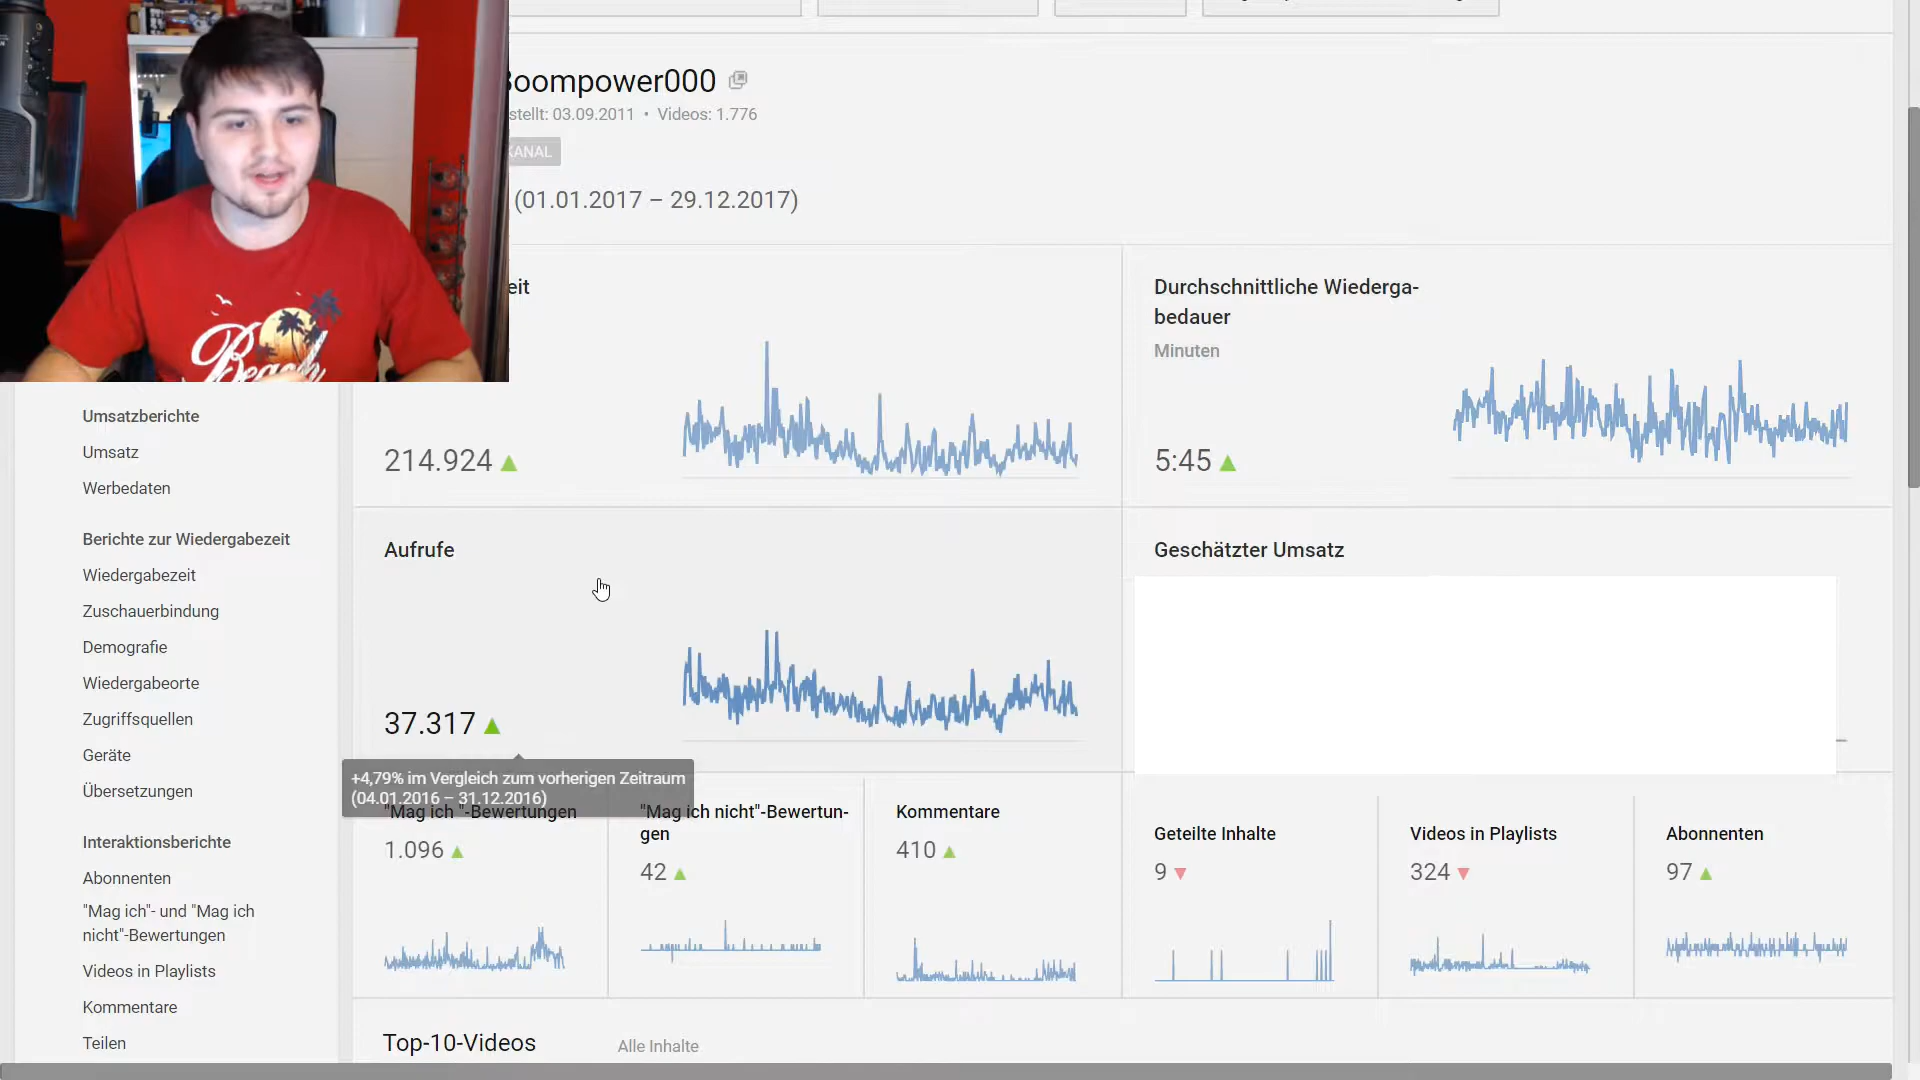 Boompower000
stellt: 03.09.2011 • Videos: 1.776
KANAL
(01.01.2017 – 29.12.2017)
eit
Durchschnittliche Wiederga-
bedauer
Minuten
214.924
5:45
Umsatzberichte
Umsatz
Werbedaten
Berichte zur Wiedergabezeit
Wiedergabezeit
Zuschauerbindung
Demografie
Wiedergabeorte
Zugriffsquellen
Geräte
Übersetzungen
Interaktionsberichte
Abonnenten
"Mag ich"- und "Mag ich
nicht"-Bewertungen
Videos in Playlists
Kommentare
Teilen
Aufrufe
37.317
Geschätzter Umsatz
+4,79% im Vergleich zum vorherigen Zeitraum
(04.01.2016 – 31.12.2016)
"Mag ich "-Bewertungen
1.096
"Mag ich nicht"-Bewertun-
gen
42
Kommentare
410
Geteilte Inhalte
9
Videos in Playlists
324
Abonnenten
97
Top-10-Videos
Alle Inhalte
Beach